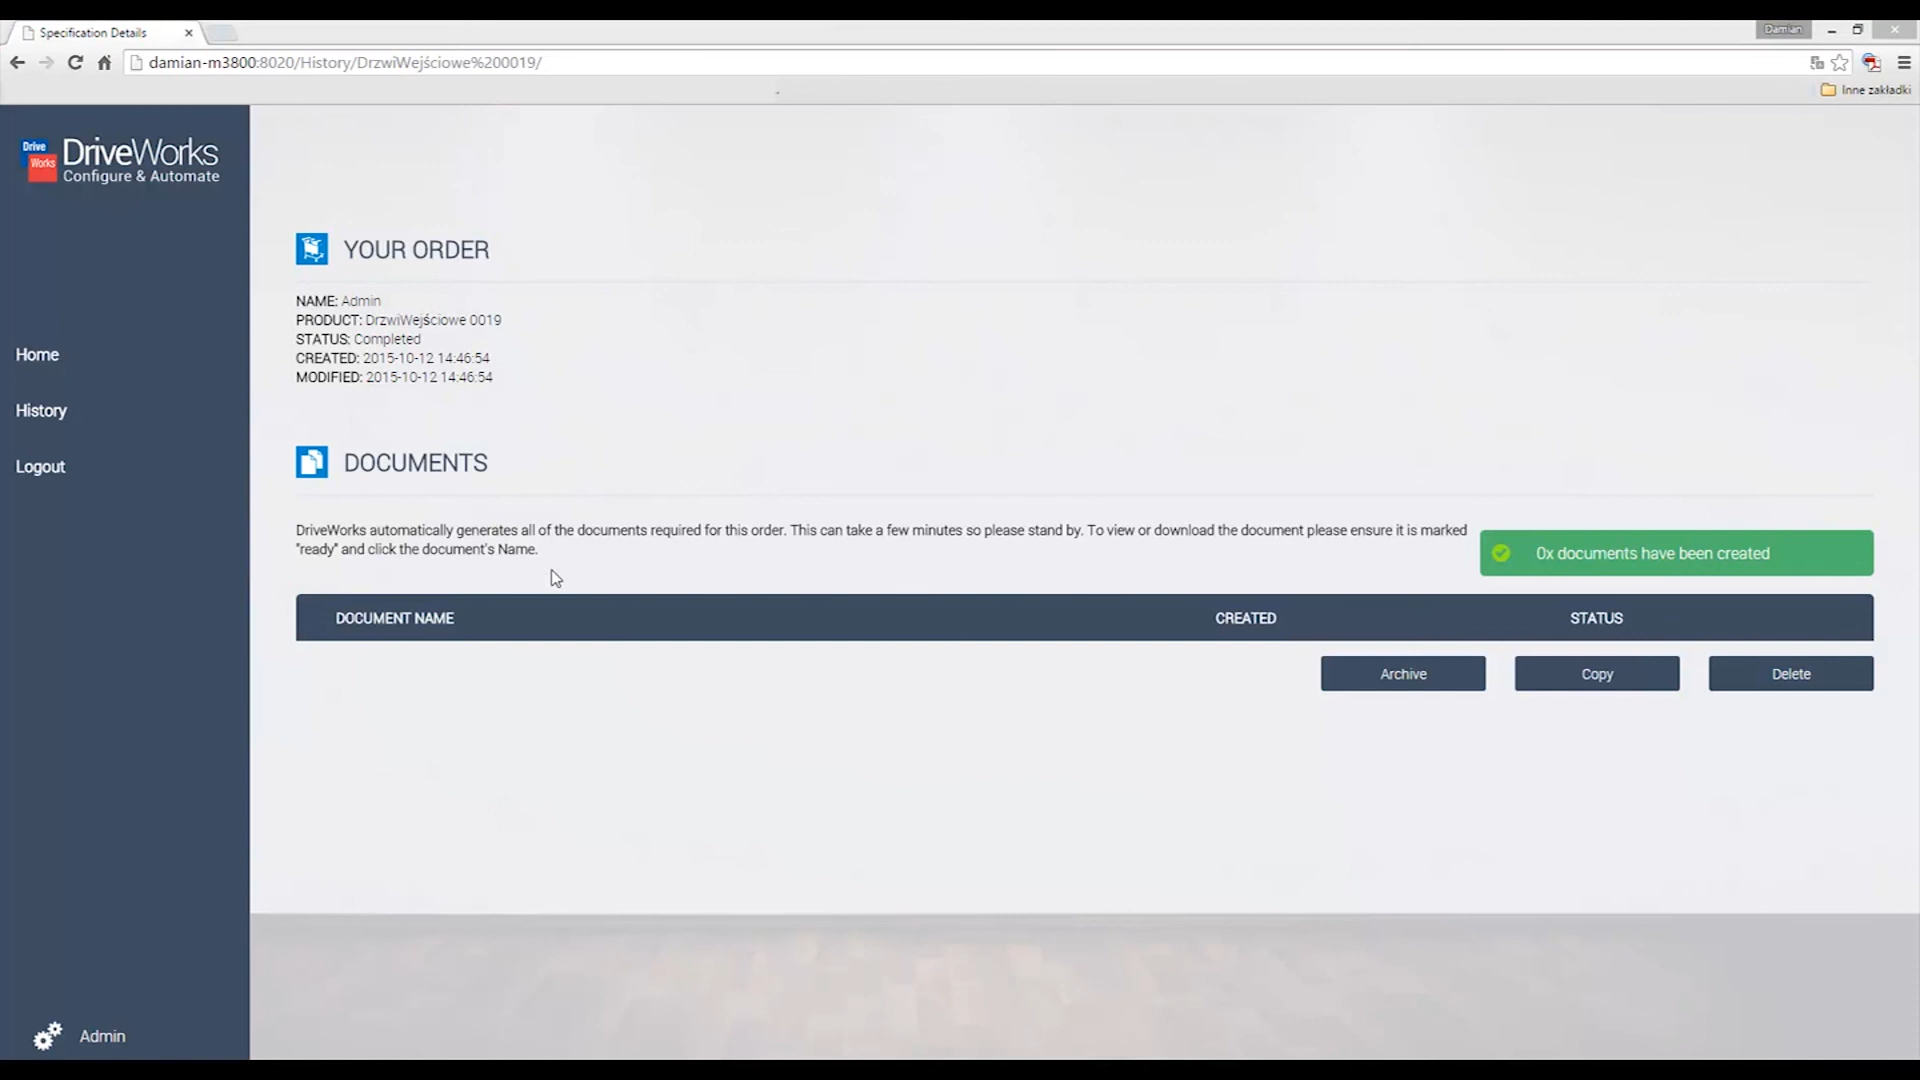 Specification Details
Damian
damian-m3800:8020/History/DrzwiWejściowe%200019/
Inne zakładki
Drive
Works
DriveWorks
Configure & Automate
YOUR ORDER
NAME: Admin
PRODUCT: DrzwiWejściowe 0019
STATUS: Completed
CREATED: 2015-10-12 14:46:54
MODIFIED: 2015-10-12 14:46:54
Home
History
Logout
DOCUMENTS
DriveWorks automatically generates all of the documents required for this order. This can take a few minutes so please stand by. To view or download the document please ensure it is marked
"ready" and click the document's Name.
0x documents have been created
DOCUMENT NAME CREATED STATUS
Archive Copy Delete
Admin